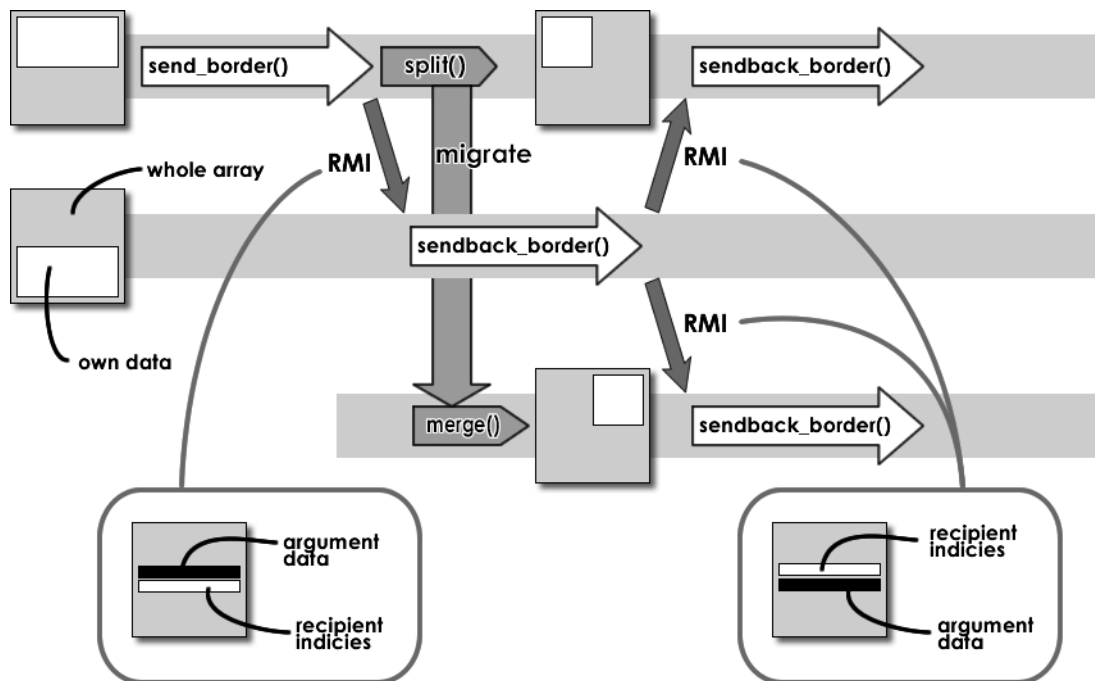 send_border()
split()
sendback_border()
RMI
migrate
RMI
whole array
sendback_border()
own data
RMI
merge()
sendback_border()
argument
data
recipient
indicies
recipient
indicies
argument
data